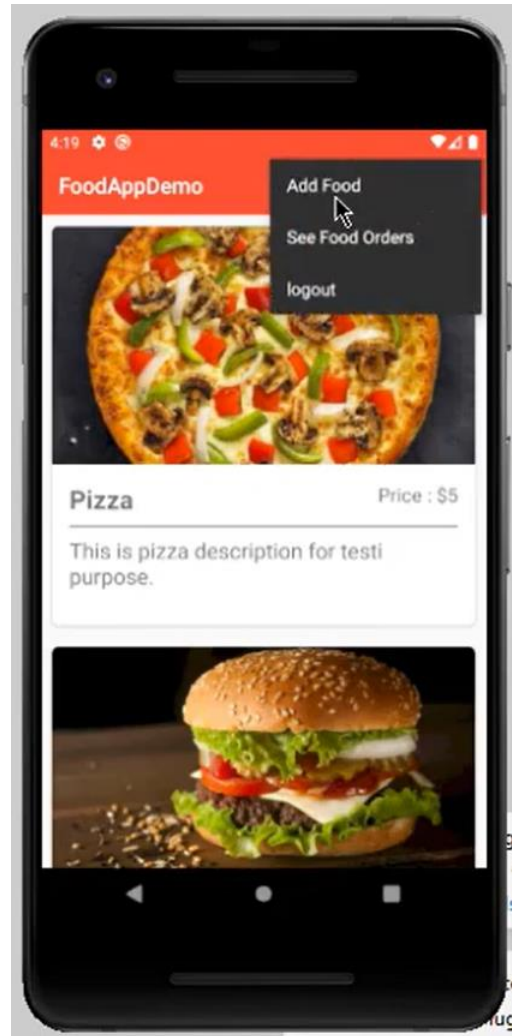 4:19
FoodAppDemo
Add Food
See Food Orders
logout
Pizza
Price : $5
This is pizza description for testi
purpose.